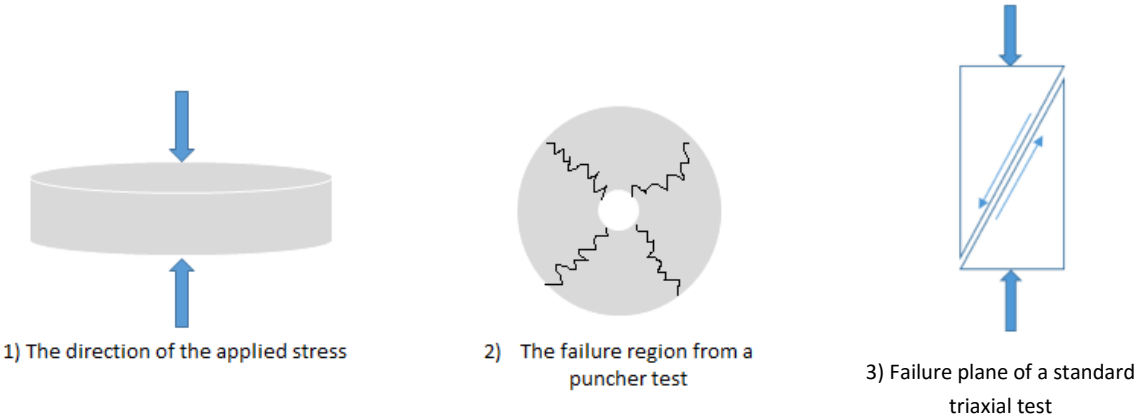 1) The direction of the applied stress
2) The failure region from a
puncher test
3) Failure plane of a standard
triaxial test